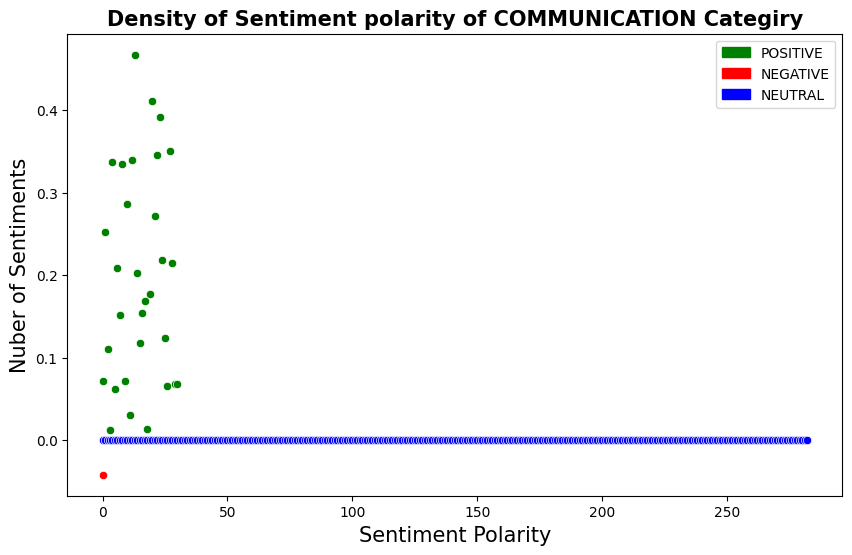 Density of Sentiment polarity of COMMUNICATION Categiry
POSITIVE
NEGATIVE
NEUTRAL
Nuber of Sentiments
0.4
0.3
0.2
0.1
0.0
0 50 100 150 200 250
Sentiment Polarity